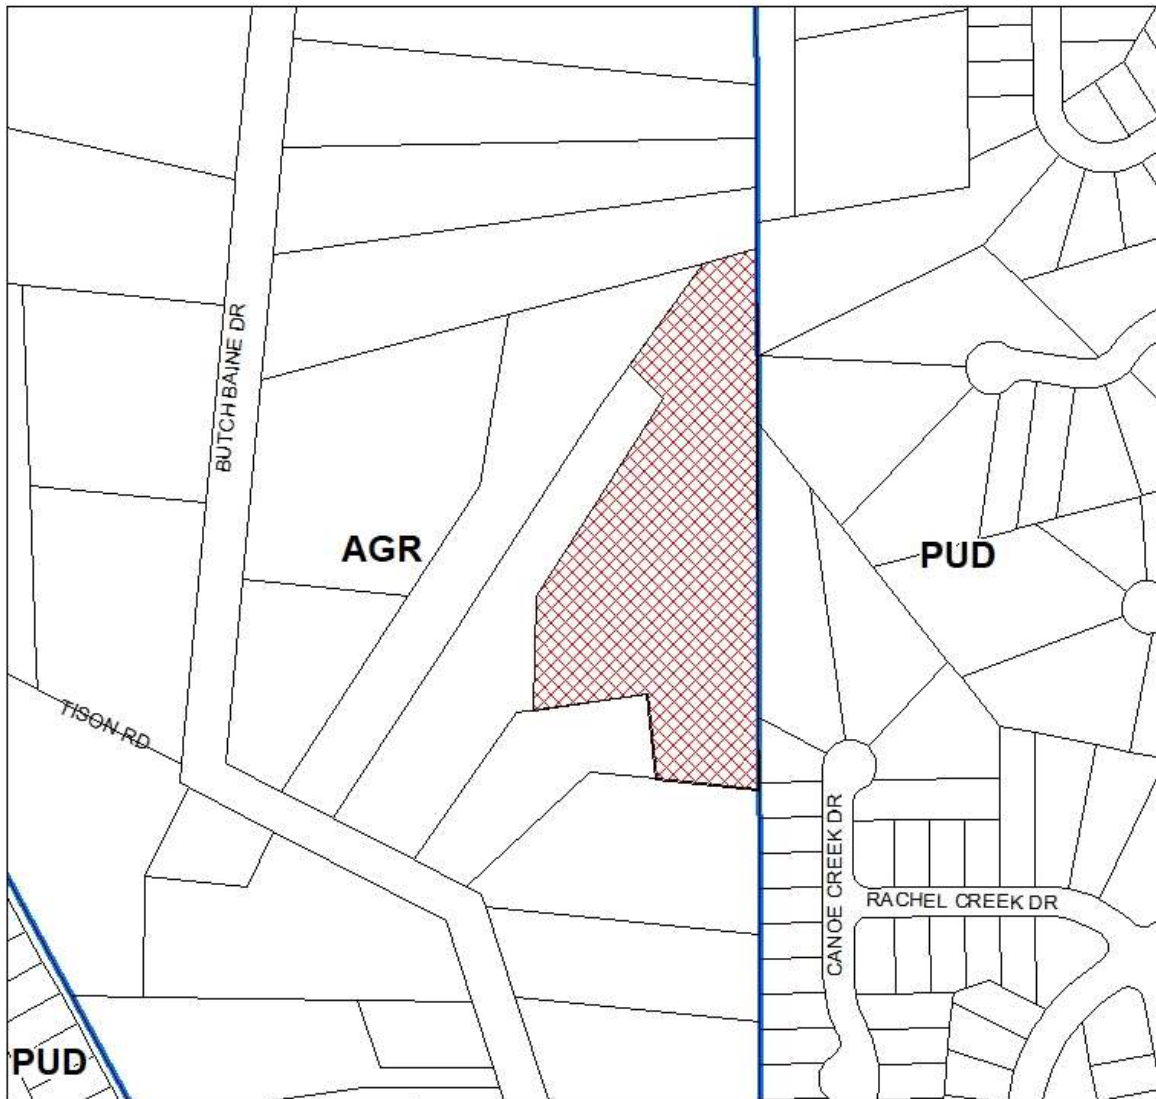 BUTCH BAINE DR
AGR
PUD
TISON RD
CANOE CREEK DR
RACHEL CREEK DR
PUD